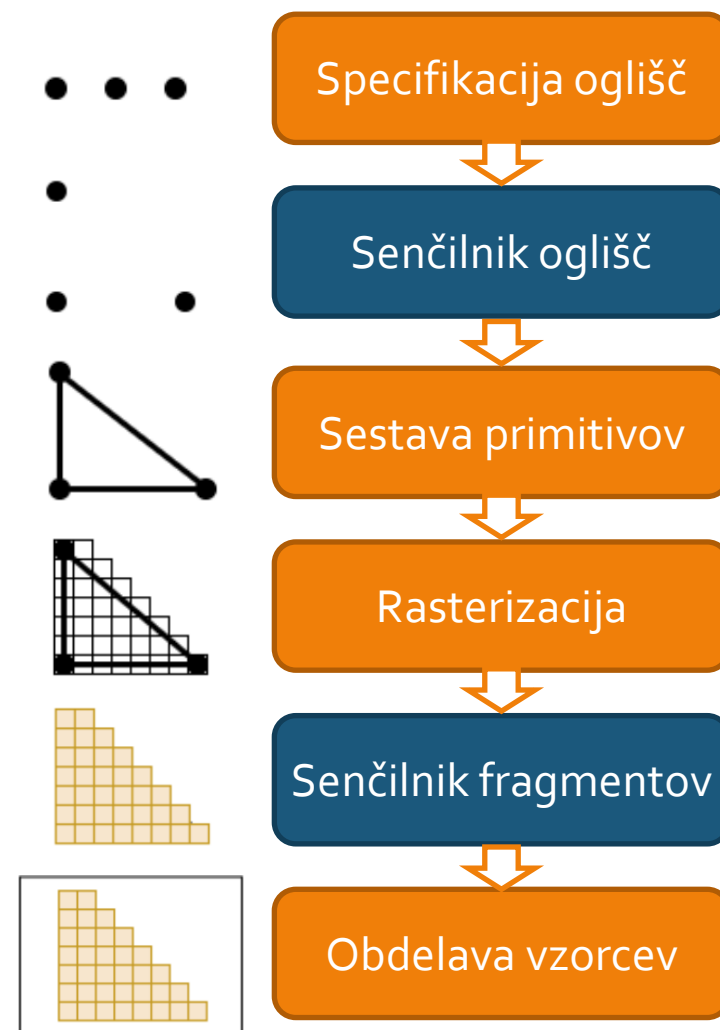 Specifikacija oglišč
Senčilnik oglišč
Sestava primitivov
Rasterizacija
Senčilnik fragmentov
Obdelava vzorcev